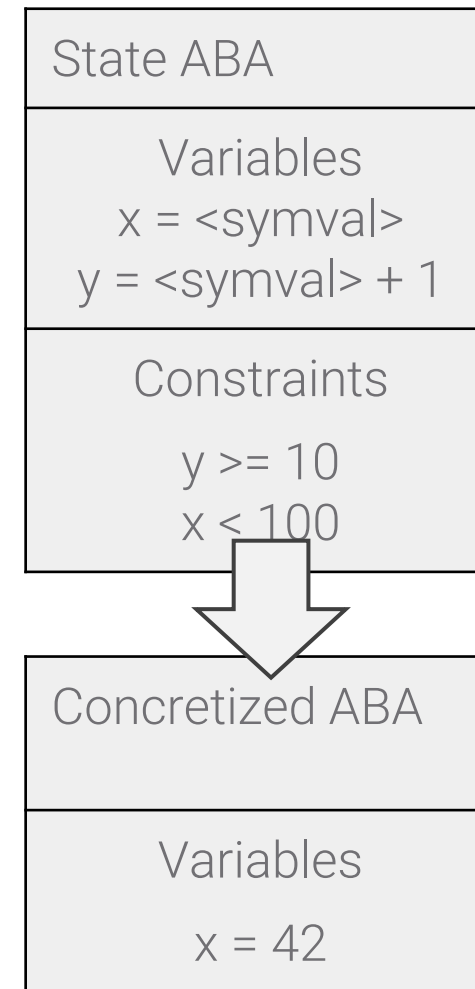 State ABA
Variables
x = <symval>
y = <symval> + 1
Constraints
y >= 10
x < 100
Concretized ABA
Variables
x = 42